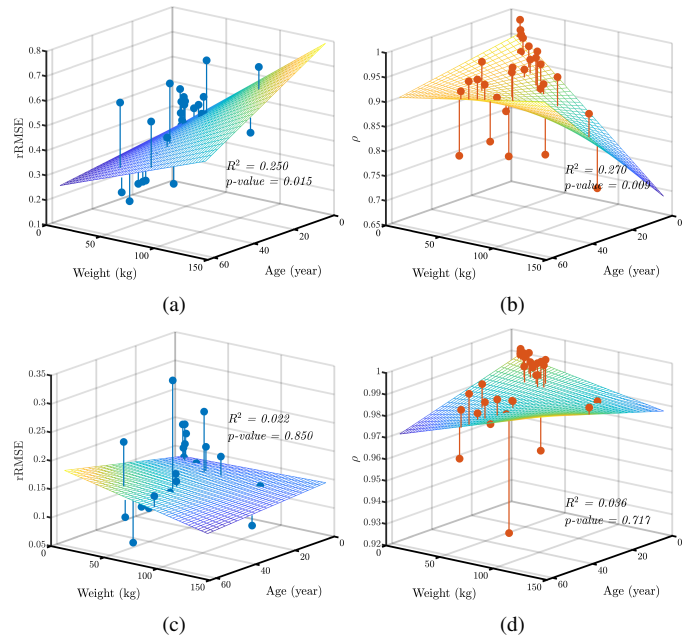 0.8
0.7
0.6
0.5
0.4
0.3
0.2
0.1
rRMSE
0
50
100
150
Weight (kg)
60
40
20
0
Age (year)
R² = 0.250
p-value = 0.015
(a)
1
0.95
0.9
0.85
0.8
0.75
0.7
0.65
ρ
0
50
100
150
Weight (kg)
60
40
20
0
Age (year)
R² = 0.270
p-value = 0.009
(b)
0.35
0.3
0.25
0.2
0.15
0.1
0.05
rRMSE
0
50
100
150
Weight (kg)
60
40
20
0
Age (year)
R² = 0.022
p-value = 0.850
(c)
1
0.99
0.98
0.97
0.96
0.95
0.94
0.93
0.92
ρ
0
50
100
150
Weight (kg)
60
40
20
0
Age (year)
R² = 0.036
p-value = 0.717
(d)